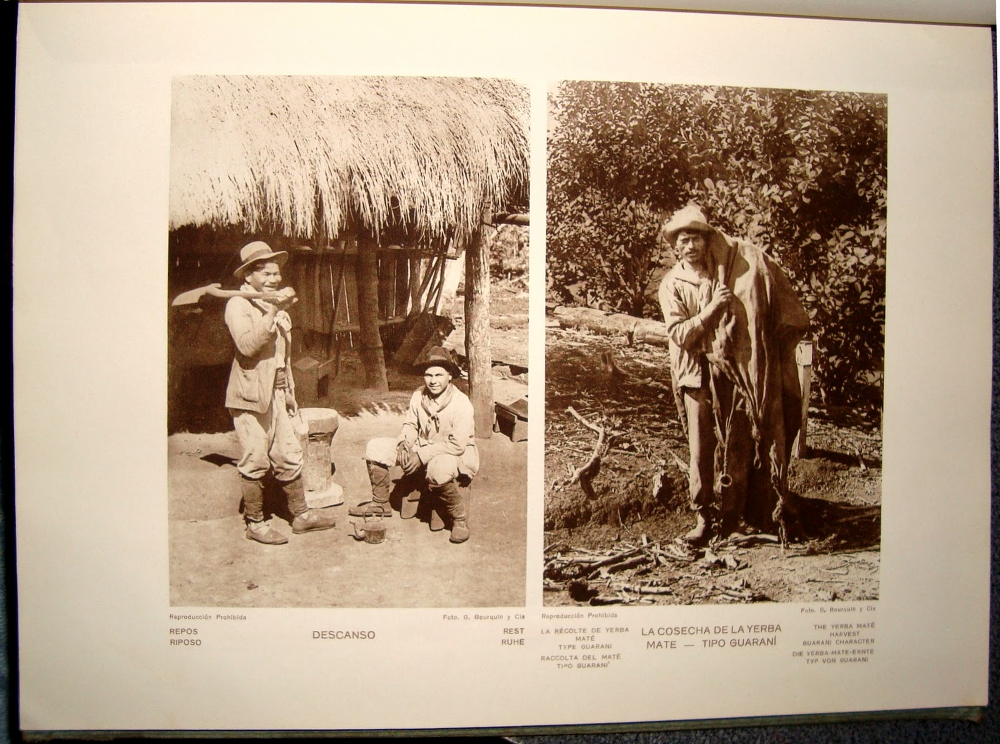 Reproducción Prohibida
Foto. G. Bourquin y Cía
REPOS
RIPOSO
DESCANSO
REST
RUHE
Reproducción Prohibida
Foto. G. Bourquin y Cía
LA RÉCOLTE DE YERBA
MATÉ
TYPE GUARANI
RACCOLTA DEL MATÈ
TIPO GUARANI'
LA COSECHA DE LA YERBA
MATE — TIPO GUARANÍ
THE YERBA MATÉ
HARVEST
GUARANI CHARACTER
DIE YERBA-MATE-ERNTE
TYP VON GUARANI